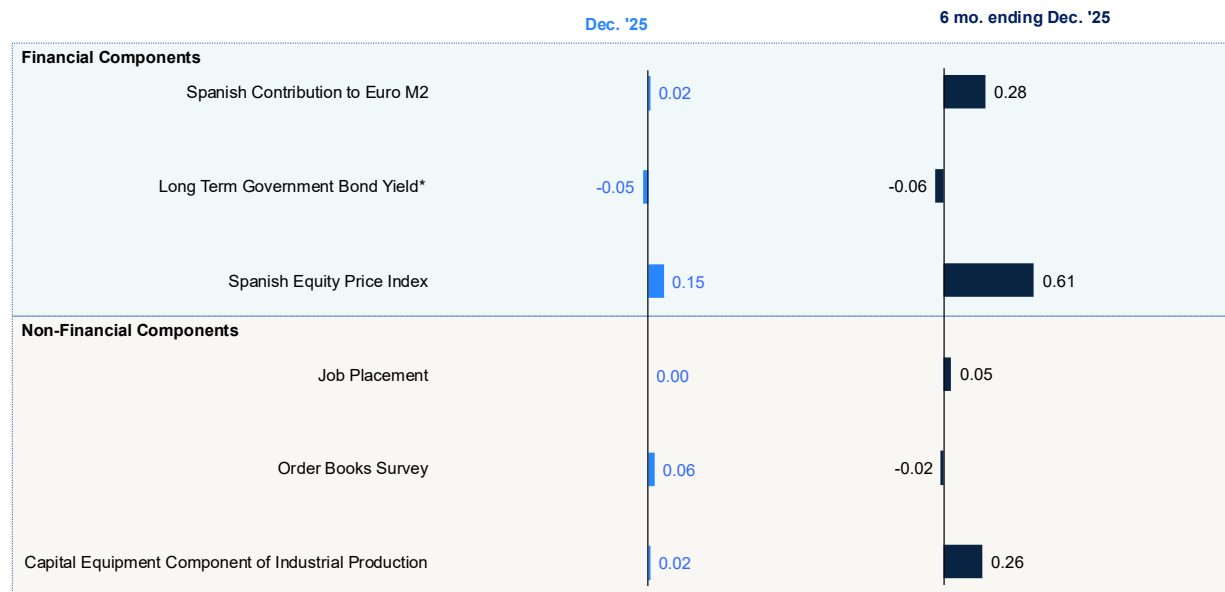 Dec. '25
6 mo. ending Dec. '25
Financial Components
Spanish Contribution to Euro M2 0.02 0.28
Long Term Government Bond Yield* -0.05 -0.06
Spanish Equity Price Index 0.15 0.61
Non-Financial Components
Job Placement 0.00 0.05
Order Books Survey 0.06 -0.02
Capital Equipment Component of Industrial Production 0.02 0.26